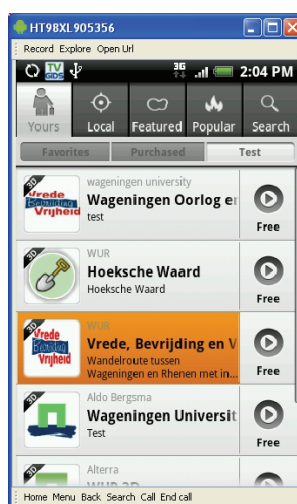 HT98XL905356
Record Explore Open Url
TV GIDS 3G 2:04 PM
Yours Local Featured Popular Search
Favorites Purchased Test
3D
wageningen university
Vrede Bevrijding Vrijheid
Wageningen Oorlog en
test
Free
3D
WUR
Hoeksche Waard
Hoeksche Waard
Free
3D
WUR
Vrede Bevrijding Vrijheid
Vrede, Bevrijding en V
Wandelroute tussen
Wageningen en Rhenen met in...
Free
3D
Aldo Bergsma
Wageningen Universit
Test
Free
3D
Alterra
WUR 3D
Home Menu Back Search Call End call